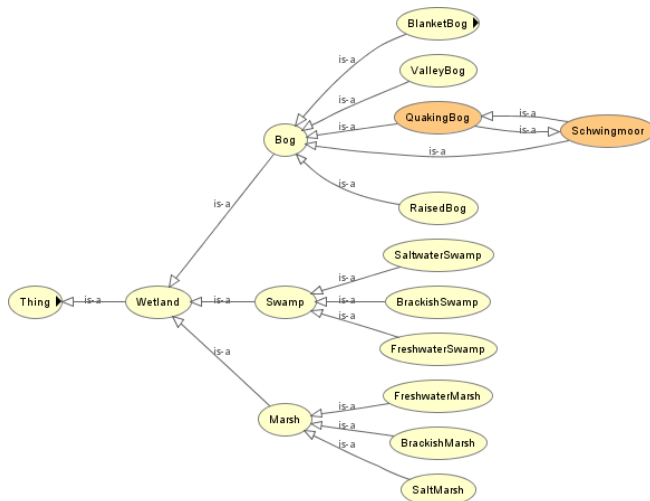 BlanketBog
is-a
ValleyBog
is-a
QuakingBog
is-a
is-a
is-a
Schwingmoor
Bog
is-a
is-a
RaisedBog
is-a
SaltwaterSwamp
is-a
Thing
is-a
Wetland
is-a
Swamp
is-a
BrackishSwamp
is-a
FreshwaterSwamp
is-a
FreshwaterMarsh
is-a
Marsh
is-a
BrackishMarsh
is-a
SaltMarsh